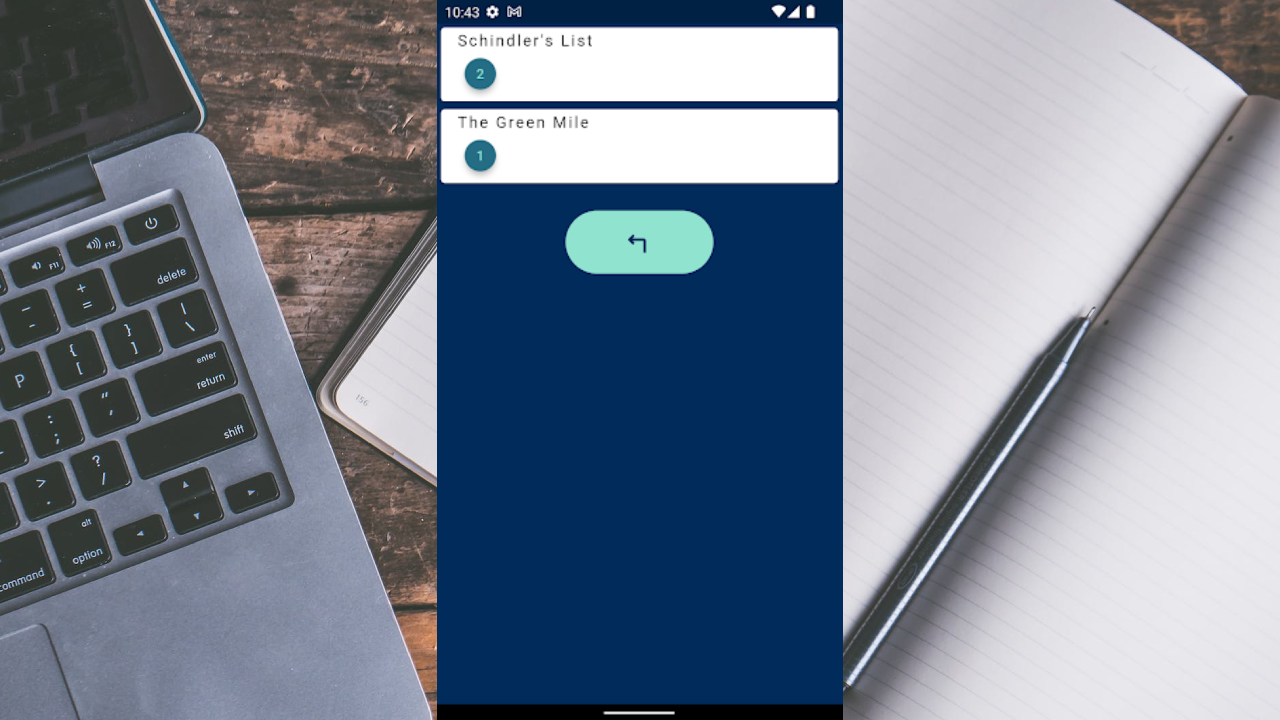 10:43
Schindler's List
2
The Green Mile
1
F11
F12
delete
+
=
_
-
}
]
|
\
{
[
P
enter
return
"
,
:
;
shift
?
/
>
.
alt
option
command
156